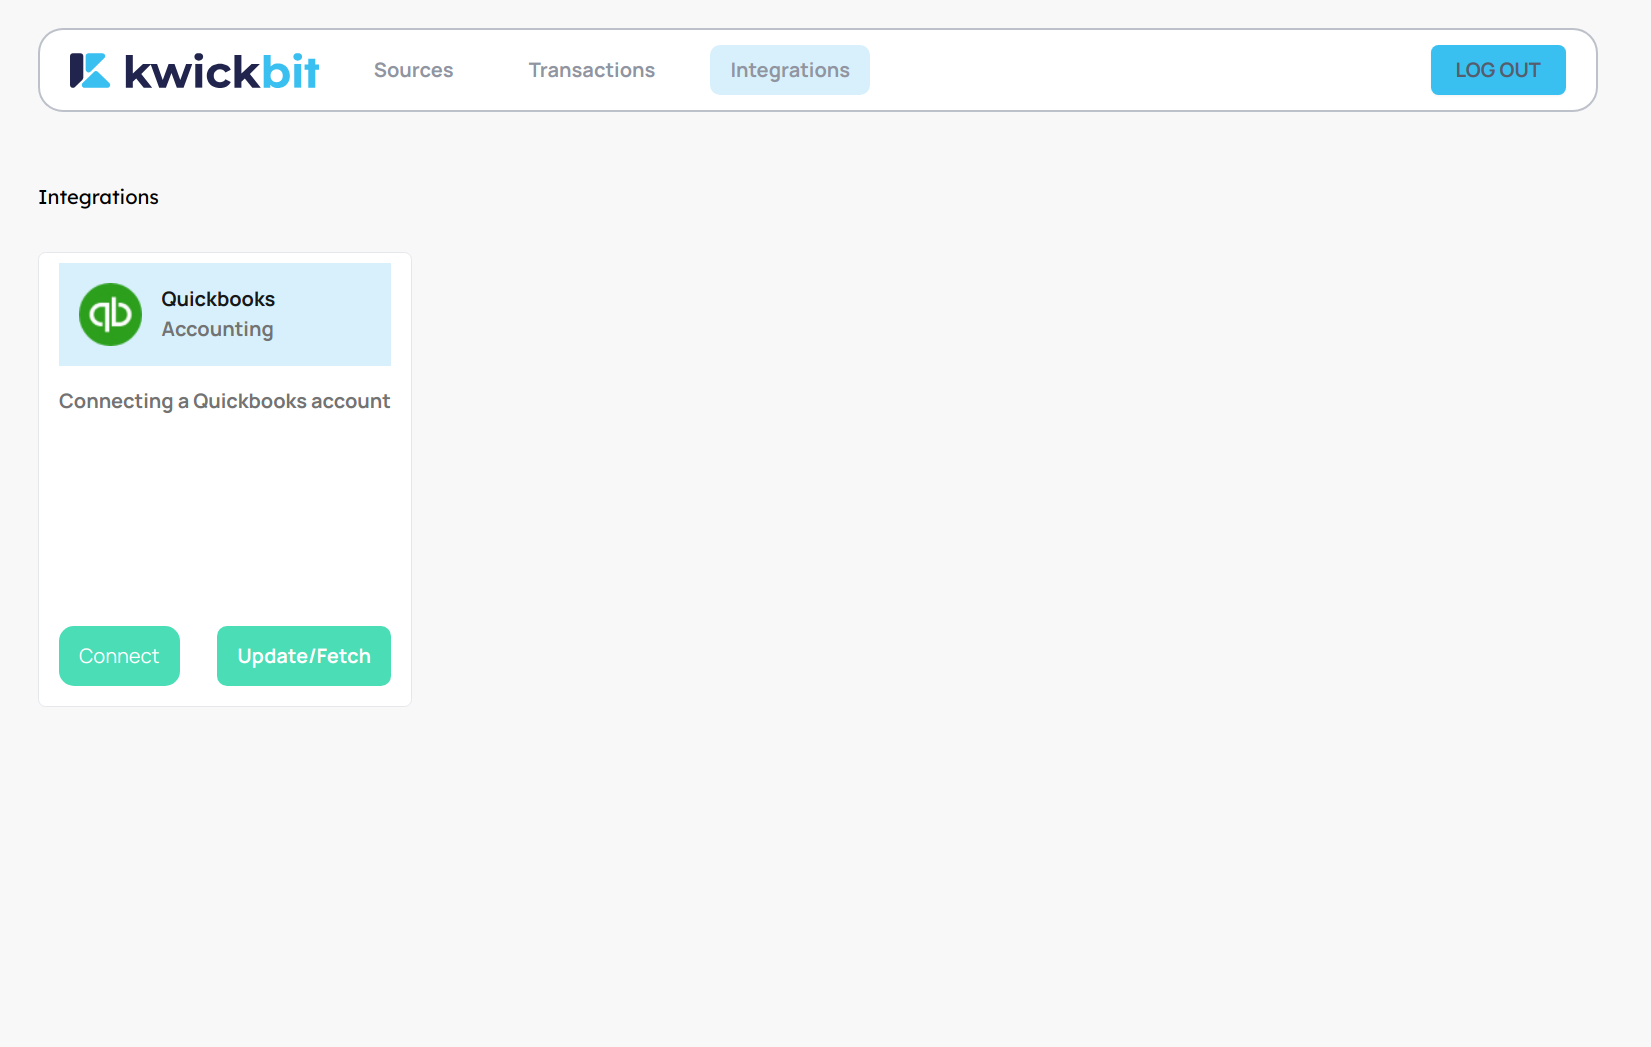 kwickbit Sources Transactions Integrations LOG OUT
Integrations
qb Quickbooks
Accounting
Connecting a Quickbooks account
Connect Update/Fetch